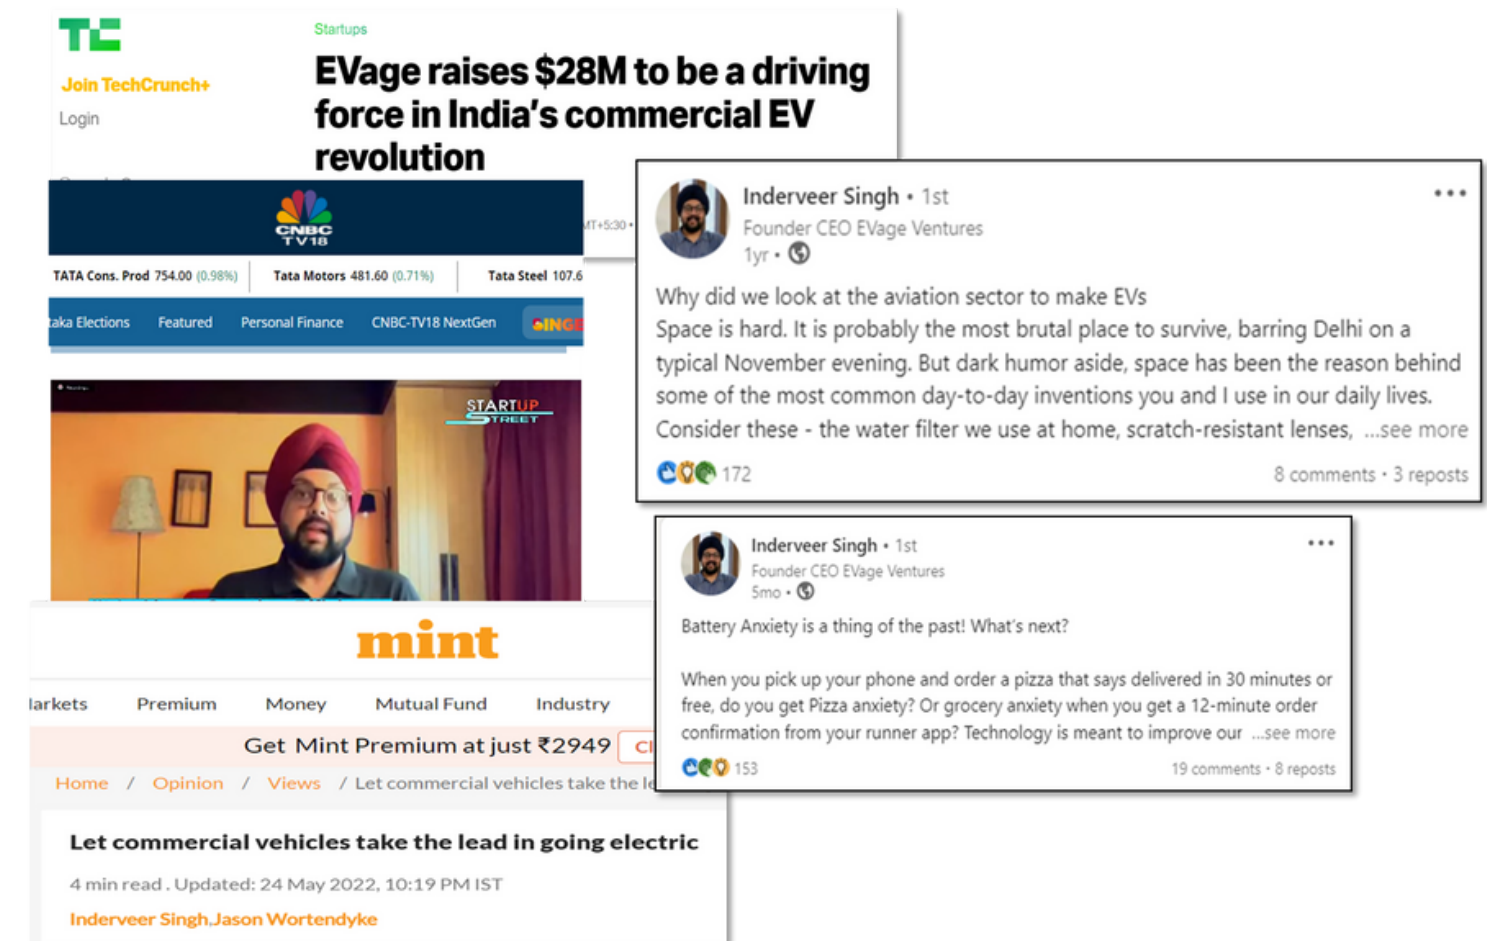 TC
Startups
Join TechCrunch+
Login
EVage raises $28M to be a driving
force in India's commercial EV
revolution
MT+5:30 •
CNBC
TV18
TATA Cons. Prod 754.00 (0.98%)
Tata Motors 481.60 (0.71%)
Tata Steel 107.6
taka Elections
Featured
Personal Finance
CNBC-TV18 NextGen
STARTUP
STREET
Inderveer Singh • 1st
Founder CEO EVage Ventures
1yr •
Why did we look at the aviation sector to make EVs
Space is hard. It is probably the most brutal place to survive, barring Delhi on a
typical November evening. But dark humor aside, space has been the reason behind
some of the most common day-to-day inventions you and I use in our daily lives.
Consider these - the water filter we use at home, scratch-resistant lenses, ...see more
172
8 comments • 3 reposts
Inderveer Singh • 1st
Founder CEO EVage Ventures
5mo •
Battery Anxiety is a thing of the past! What's next?
When you pick up your phone and order a pizza that says delivered in 30 minutes or
free, do you get Pizza anxiety? Or grocery anxiety when you get a 12-minute order
confirmation from your runner app? Technology is meant to improve our ...see more
153
19 comments • 8 reposts
mint
Markets
Premium
Money
Mutual Fund
Industry
Get Mint Premium at just ₹2949
Home / Opinion / Views / Let commercial vehicles take the le
Let commercial vehicles take the lead in going electric
4 min read . Updated: 24 May 2022, 10:19 PM IST
Inderveer Singh,Jason Wortendyke